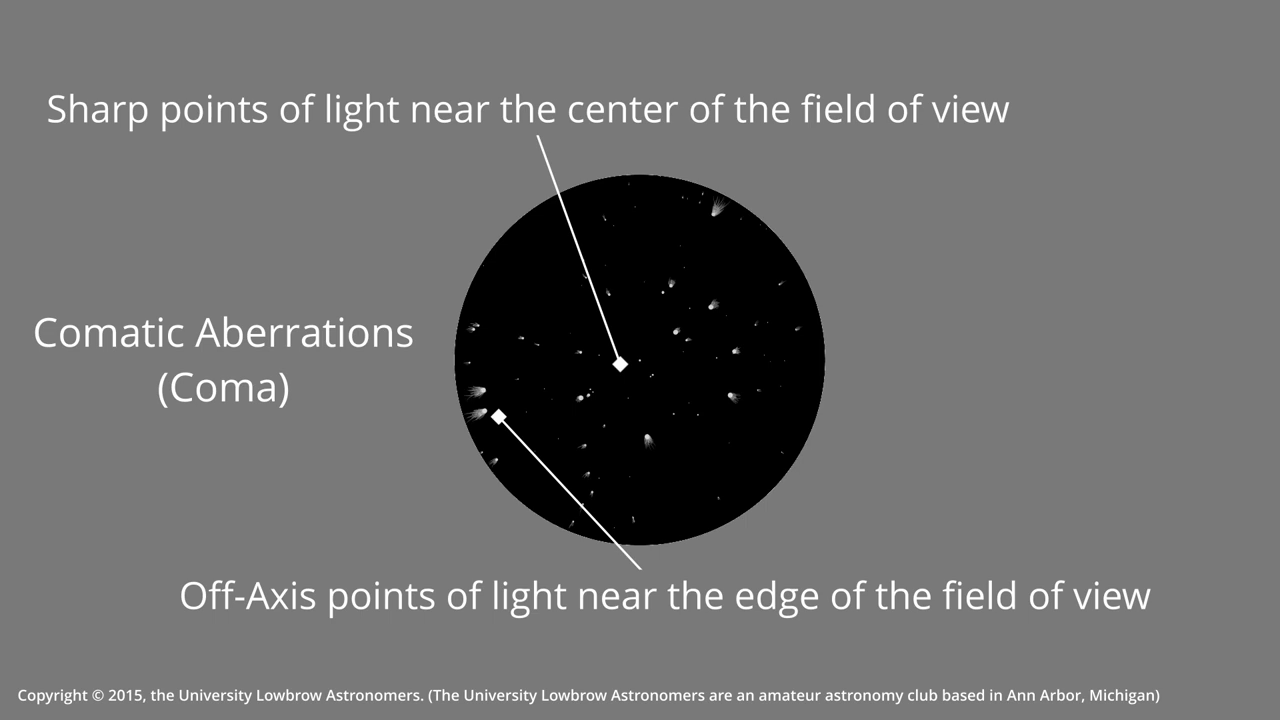 Sharp points of light near the center of the field of view
Comatic Aberrations
(Coma)
Off-Axis points of light near the edge of the field of view
Copyright © 2015, the University Lowbrow Astronomers. (The University Lowbrow Astronomers are an amateur astronomy club based in Ann Arbor, Michigan)